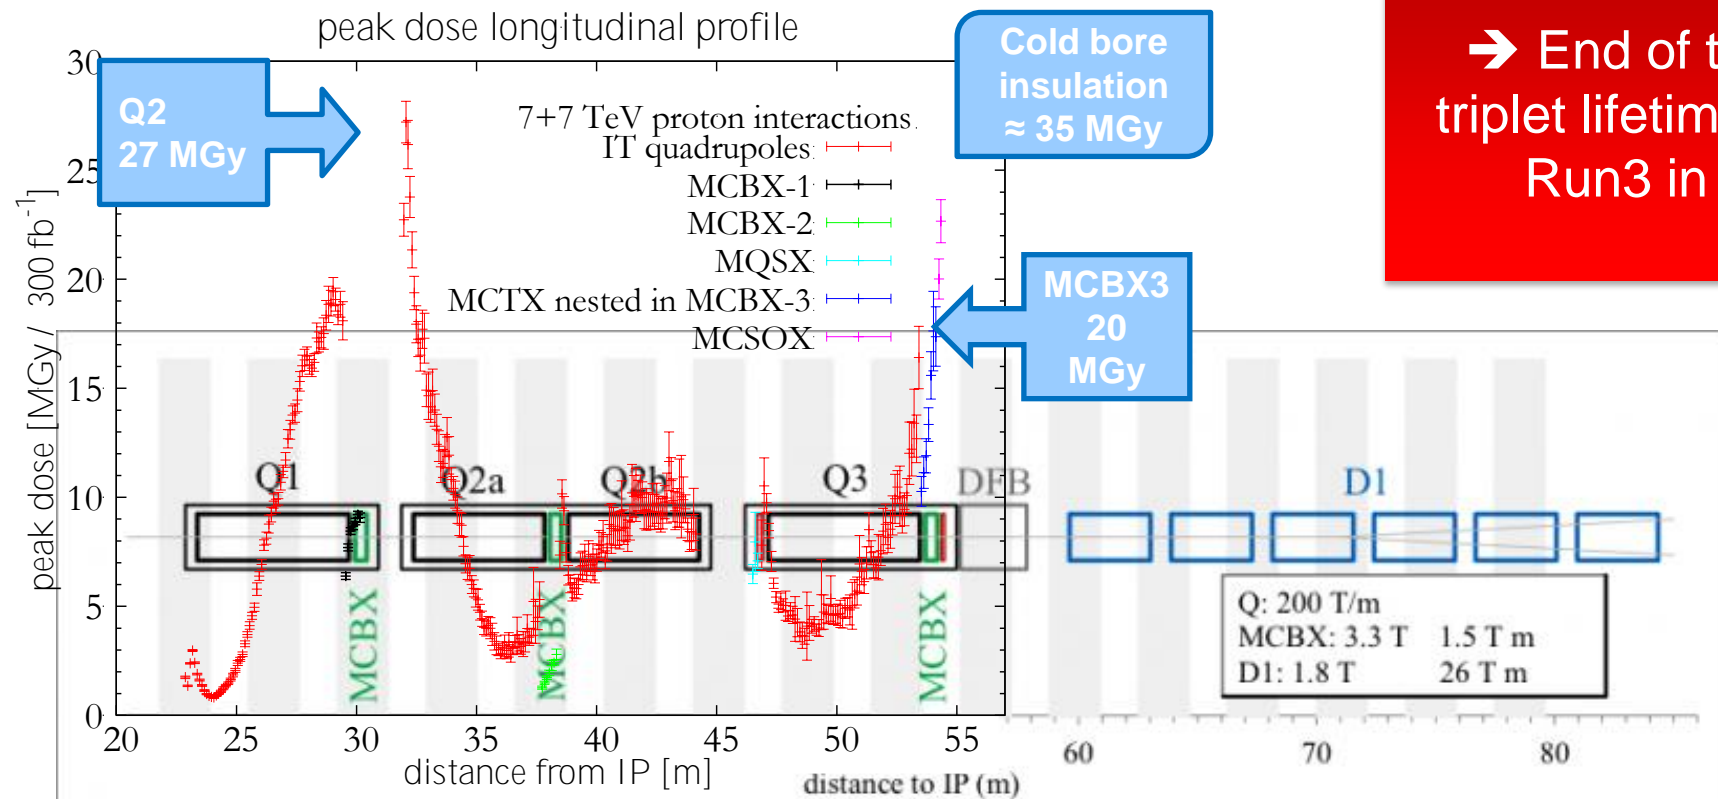 peak dose longitudinal profile
Q2
27 MGy
Cold bore
insulation
≈ 35 MGy
➔ End of
triplet
Run3 in
7+7 TeV proton interactions
IT quadrupoles
MCBX-1
MCBX-2
MQSX
MCTX nested in MCBX-3
MCSOX
MCBX3
20
MGy
peak dose [MGy / 300 fb⁻¹]
30
25
20
15
10
5
0
Q1
Q2a
Q2b
Q3
DFB
D1
MCBX
MCBX
MCBX
Q: 200 T/m
MCBX: 3.3 T 1.5 T m
D1: 1.8 T 26 T m
20 25 30 35 40 45 50 55
60 70 80
distance from IP [m]
distance to IP (m)